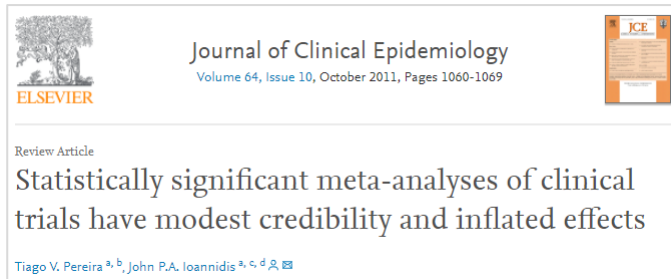 ELSEVIER
Journal of Clinical Epidemiology
Volume 64, Issue 10, October 2011, Pages 1060-1069
JCE
Review Article
Statistically significant meta-analyses of clinical
trials have modest credibility and inflated effects
Tiago V. Pereira a, b, John P.A. Ioannidis a, c, d